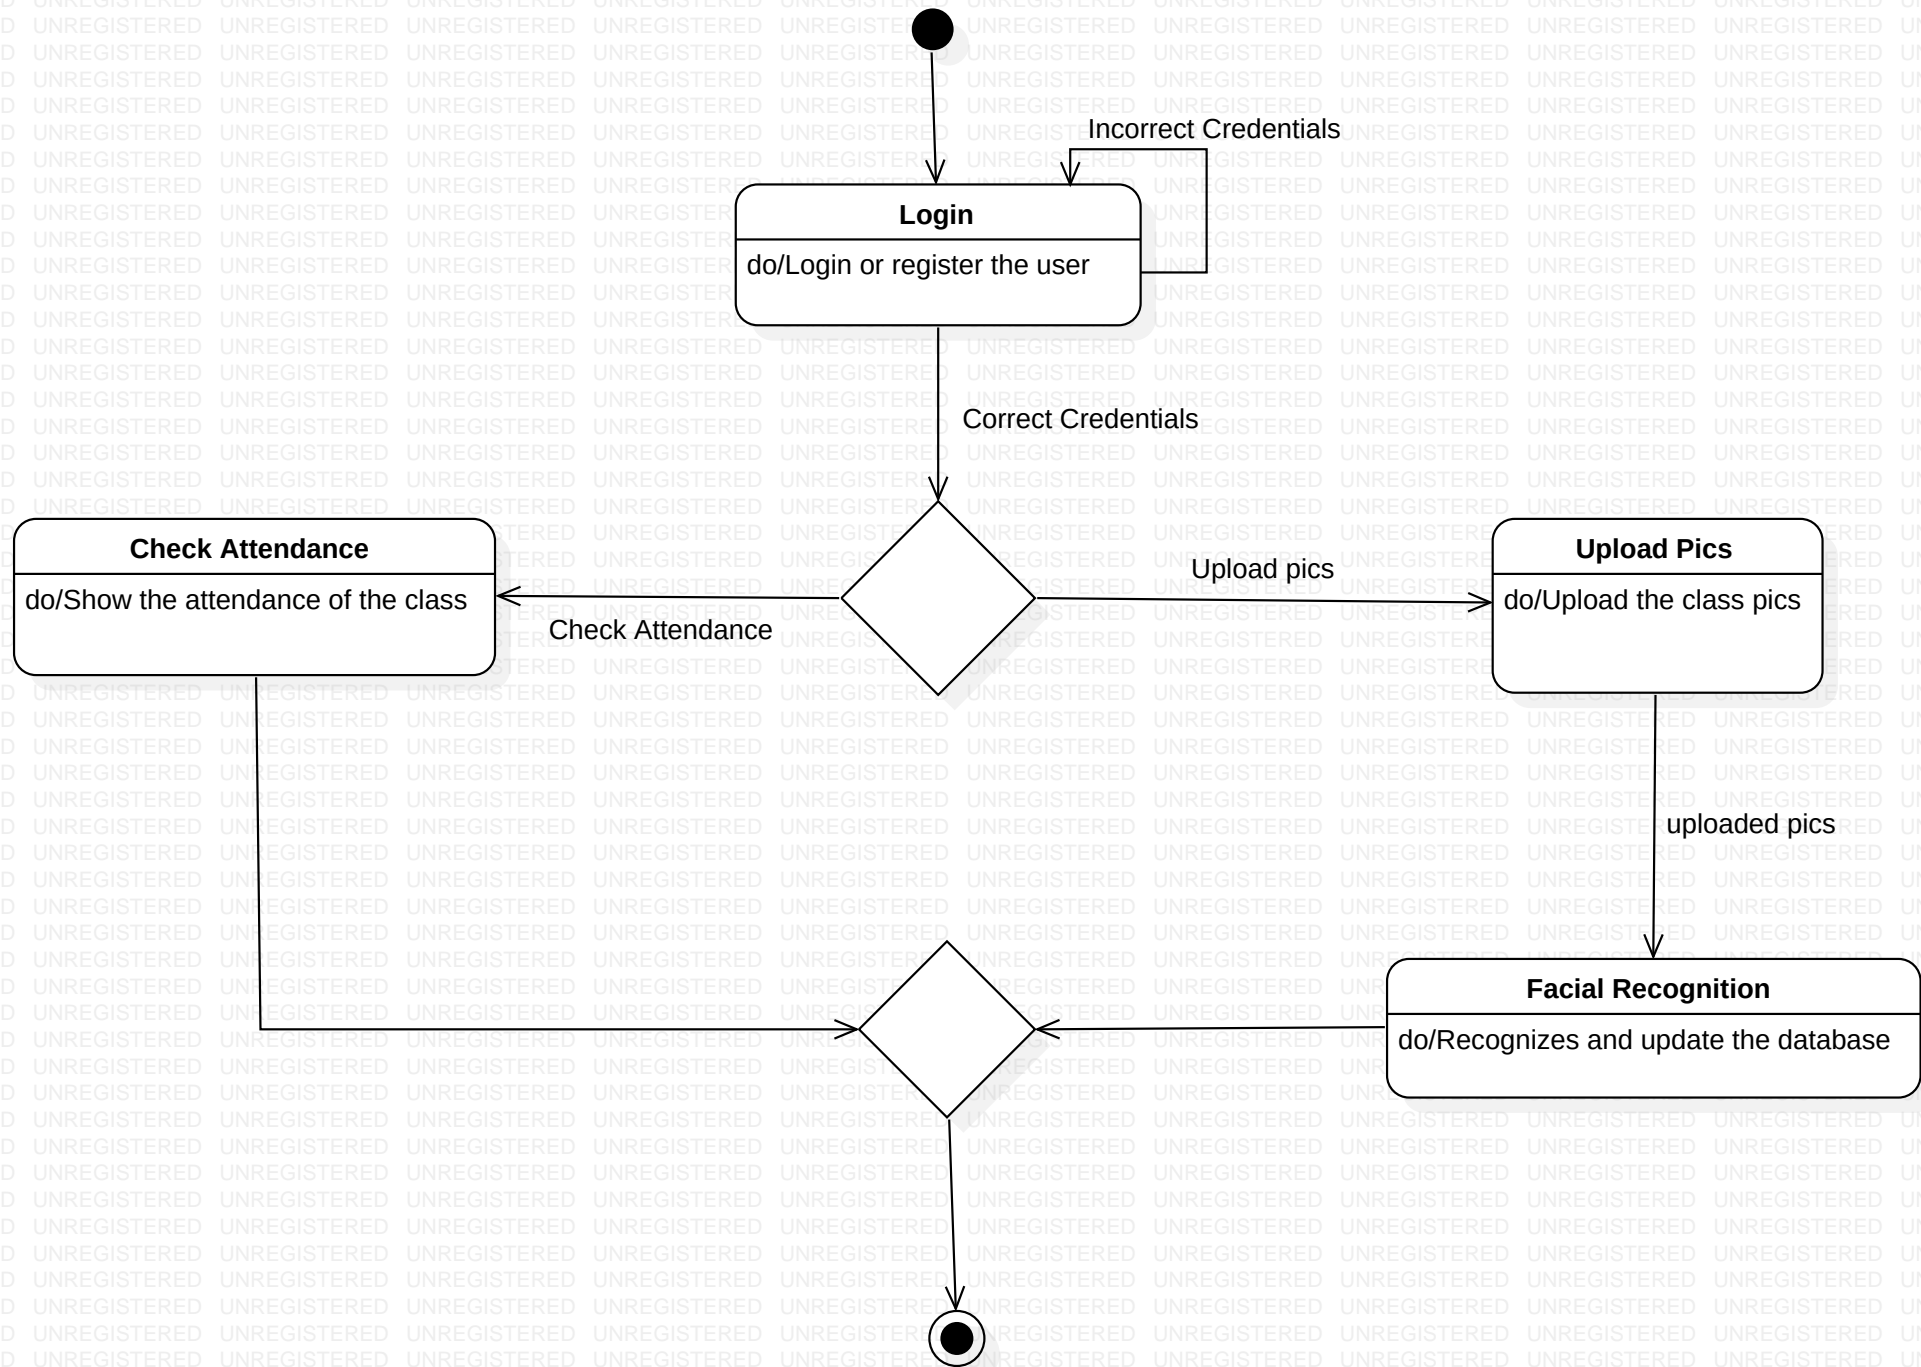 Incorrect Credentials
Login
do/Login or register the user
Correct Credentials
Check Attendance
do/Show the attendance of the class
Check Attendance
Upload pics
Upload Pics
do/Upload the class pics
uploaded pics
Facial Recognition
do/Recognizes and update the database
UNREGISTERED